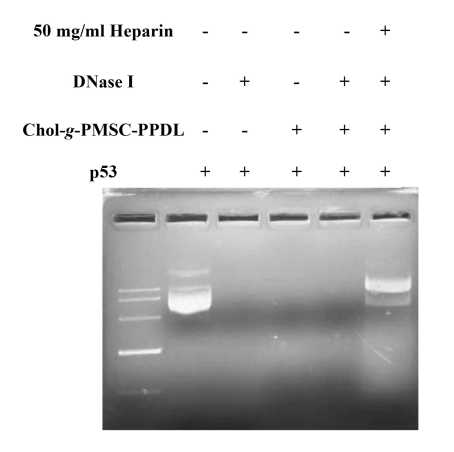 50 mg/ml Heparin - - - - +
DNase I - + - + +
Chol-g-PMSC-PPDL - - + + +
p53 + + + + +